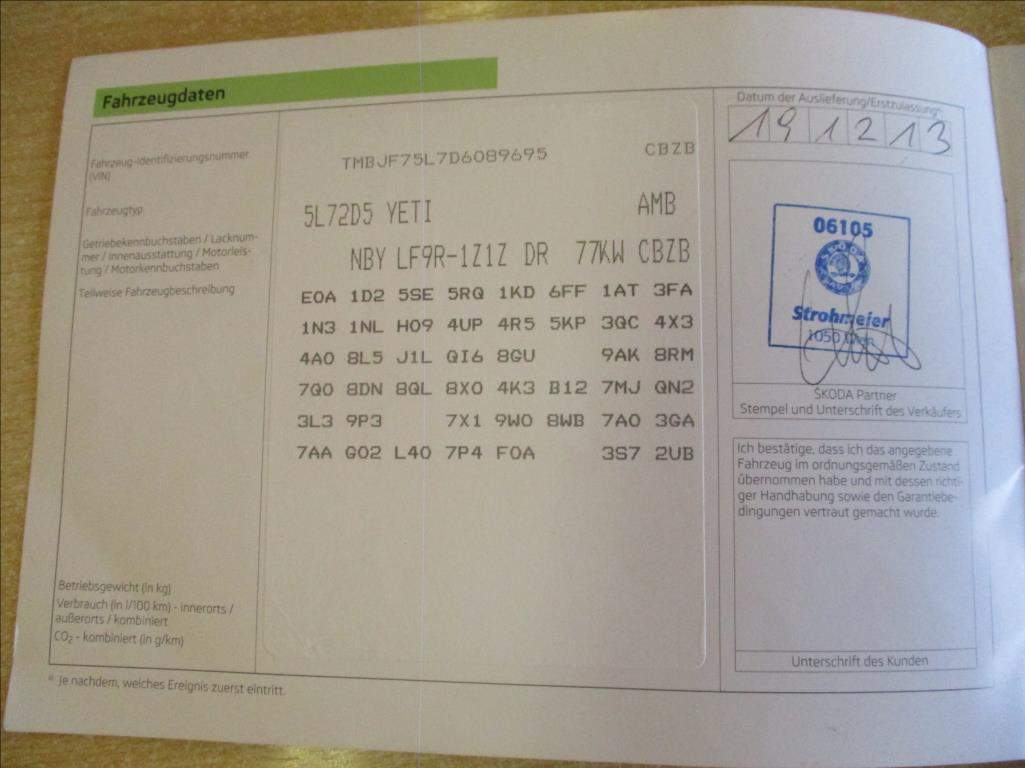 Fahrzeugdaten
Datum der Auslieferung/Erstzulassung*
19 12 13
Fahrzeug-Identifizierungsnummer
(VIN)
TMBJF75L7D6089695 CBZB
Fahrzeugtyp
5L72D5 YETI AMB
Getriebekennbuchstaben / Lacknum-
mer / Innenausstattung / Motorleis-
tung / Motorkennbuchstaben
NBY LF9R-1Z1Z DR 77KW CBZB
Teilweise Fahrzeugbeschreibung
E0A 1D2 5SE 5RQ 1KD 6FF 1AT 3FA
1N3 1NL H09 4UP 4R5 5KP 3QC 4X3
4A0 8L5 J1L QI6 8GU 9AK 8RM
7Q0 8DN 8QL 8X0 4K3 B12 7MJ QN2
3L3 9P3 7X1 9W0 8WB 7A0 3GA
7AA G02 L40 7P4 F0A 3S7 2UB
Betriebsgewicht (in kg)
Verbrauch (in l/100 km) - innerorts /
außerorts / kombiniert
CO₂ - kombiniert (in g/km)
06105
ŠKODA
Strohmeier
1050 Wien
ŠKODA Partner
Stempel und Unterschrift des Verkäufers
Ich bestätige, dass ich das angegebene
Fahrzeug im ordnungsgemäßen Zustand
übernommen habe und mit dessen richti-
ger Handhabung sowie den Garantiebe-
dingungen vertraut gemacht wurde.
Unterschrift des Kunden
* Je nachdem, welches Ereignis zuerst eintritt.